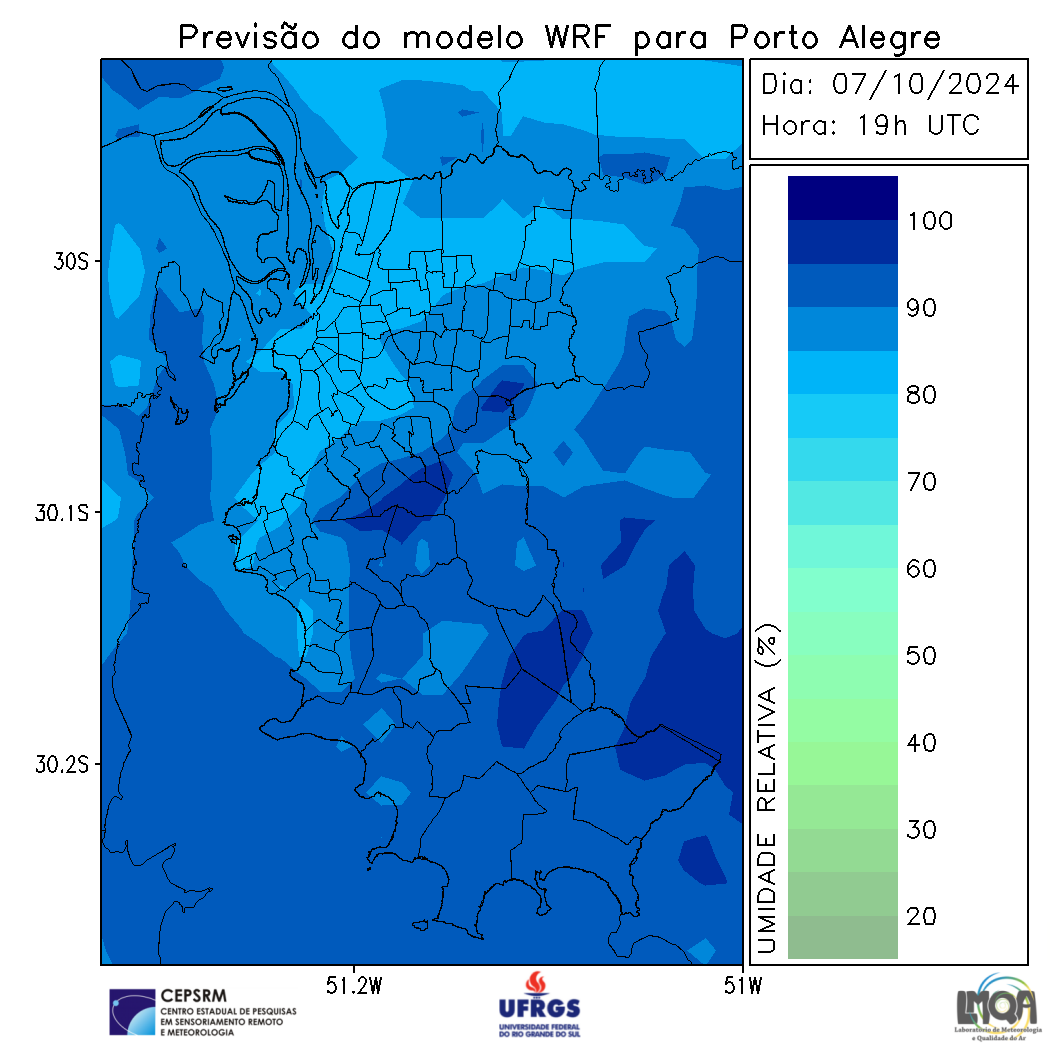 Previsão do modelo WRF para Porto Alegre
Dia: 07/10/2024
Hora: 19h UTC
30S
30.1S
30.2S
51.2W
51W
100
90
80
70
60
50
40
30
20
UMIDADE RELATIVA (%)
CEPSRM
CENTRO ESTADUAL DE PESQUISAS
EM SENSORIAMENTO REMOTO
E METEOROLOGIA
UFRGS
UNIVERSIDADE FEDERAL
DO RIO GRANDE DO SUL
LMQA
Laboratório de Meteorologia
e Qualidade do Ar